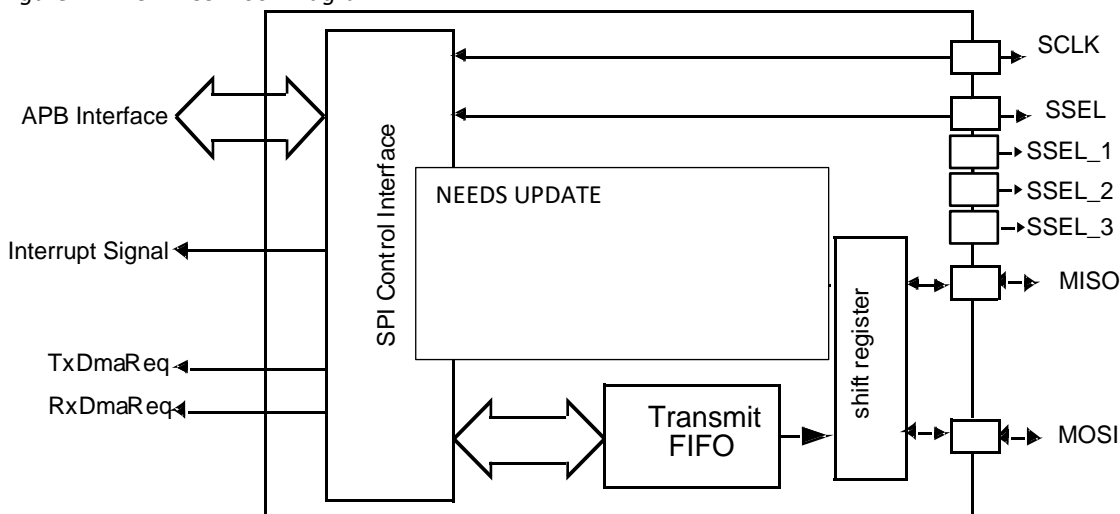 SCLK
APB Interface
SSEL
SSEL_1
SSEL_2
SSEL_3
SPI Control Interface
NEEDS UPDATE
Interrupt Signal
MISO
shift register
TxDmaReq
RxDmaReq
Transmit
FIFO
MOSI